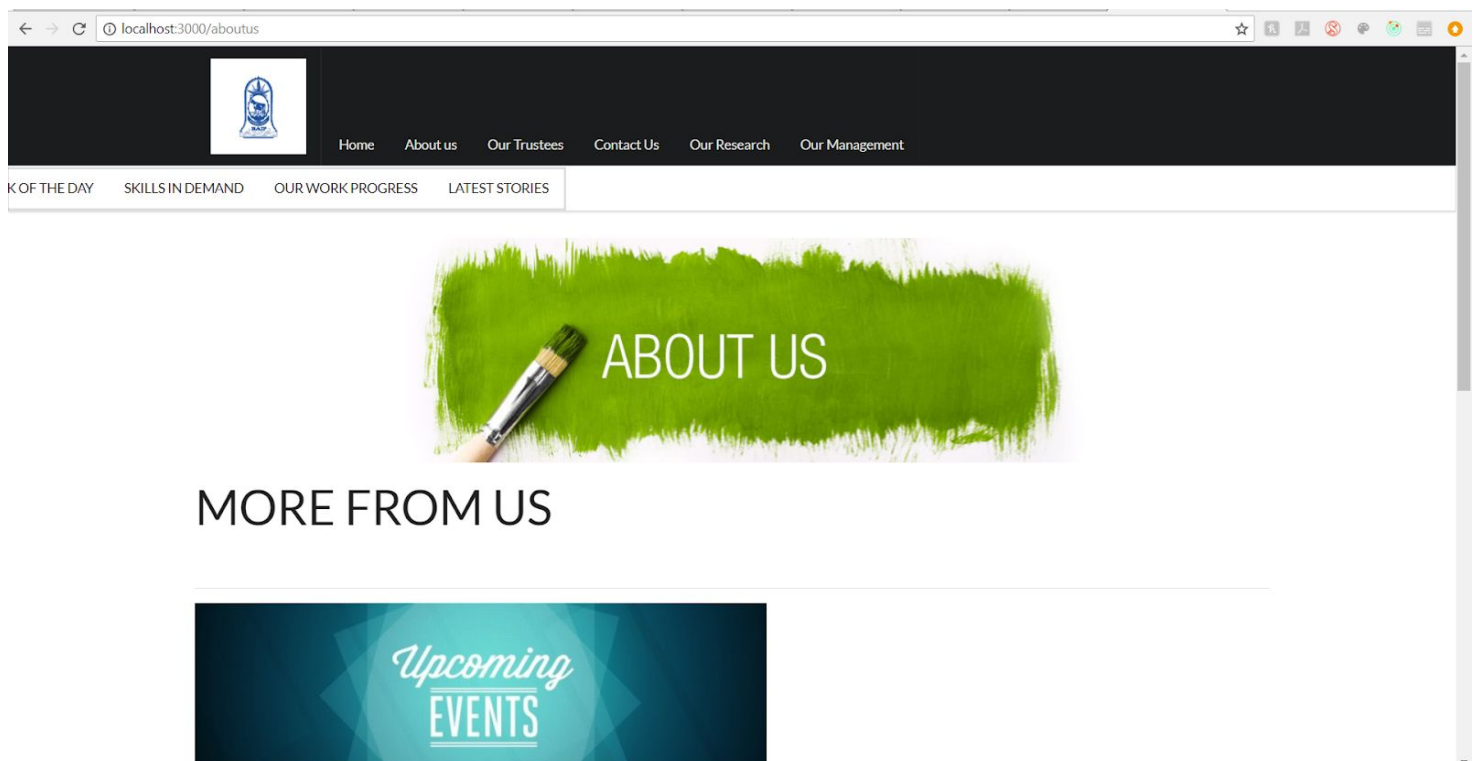 localhost:3000/aboutus
BAIF
Home About us Our Trustees Contact Us Our Research Our Management
K OF THE DAY SKILLS IN DEMAND OUR WORK PROGRESS LATEST STORIES
ABOUT US
MORE FROM US
Upcoming
EVENTS